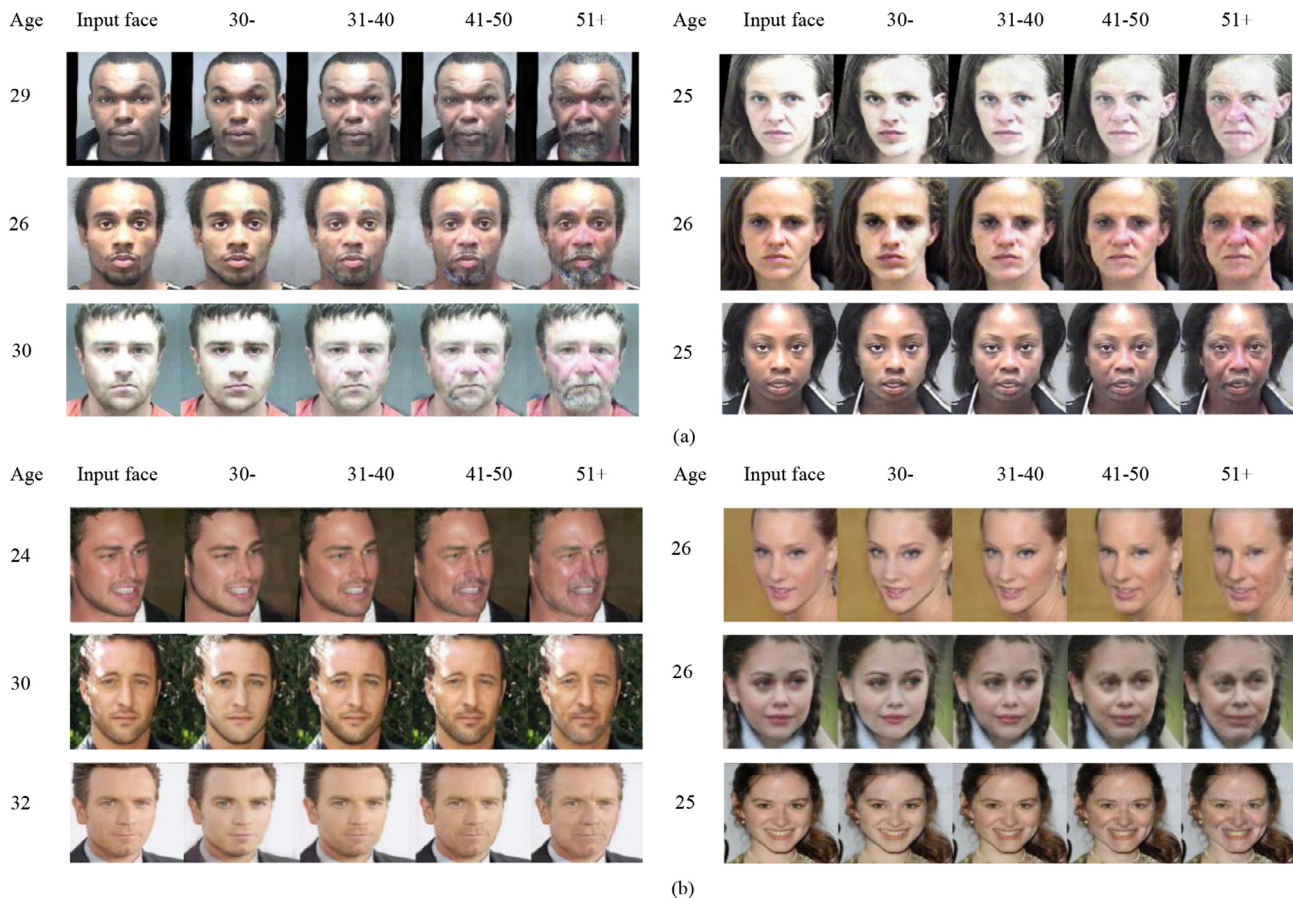 Age Input face 30- 31-40 41-50 51+ Age Input face 30- 31-40 41-50 51+
29 25
26 26
30 25
(a)
Age Input face 30- 31-40 41-50 51+ Age Input face 30- 31-40 41-50 51+
24 26
30 26
32 25
(b)